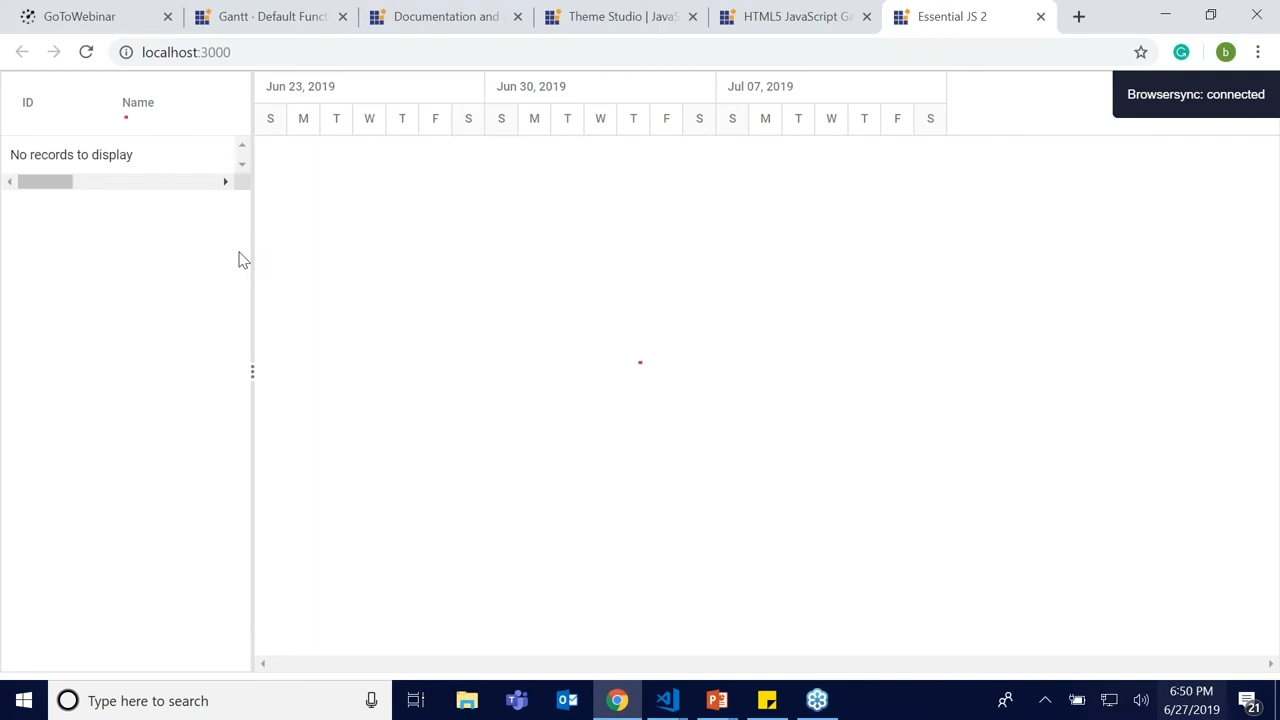 GoToWebinar
Gantt · Default Funct
Documentation and
Theme Studio | JavaS
HTML5 JavaScript Ga
Essential JS 2
localhost:3000
b
ID
Name
Jun 23, 2019
Jun 30, 2019
Jul 07, 2019
Browsersync: connected
S M T W T F S S M T W T F S S M T W T F S
No records to display
Type here to search
6:50 PM
6/27/2019
21